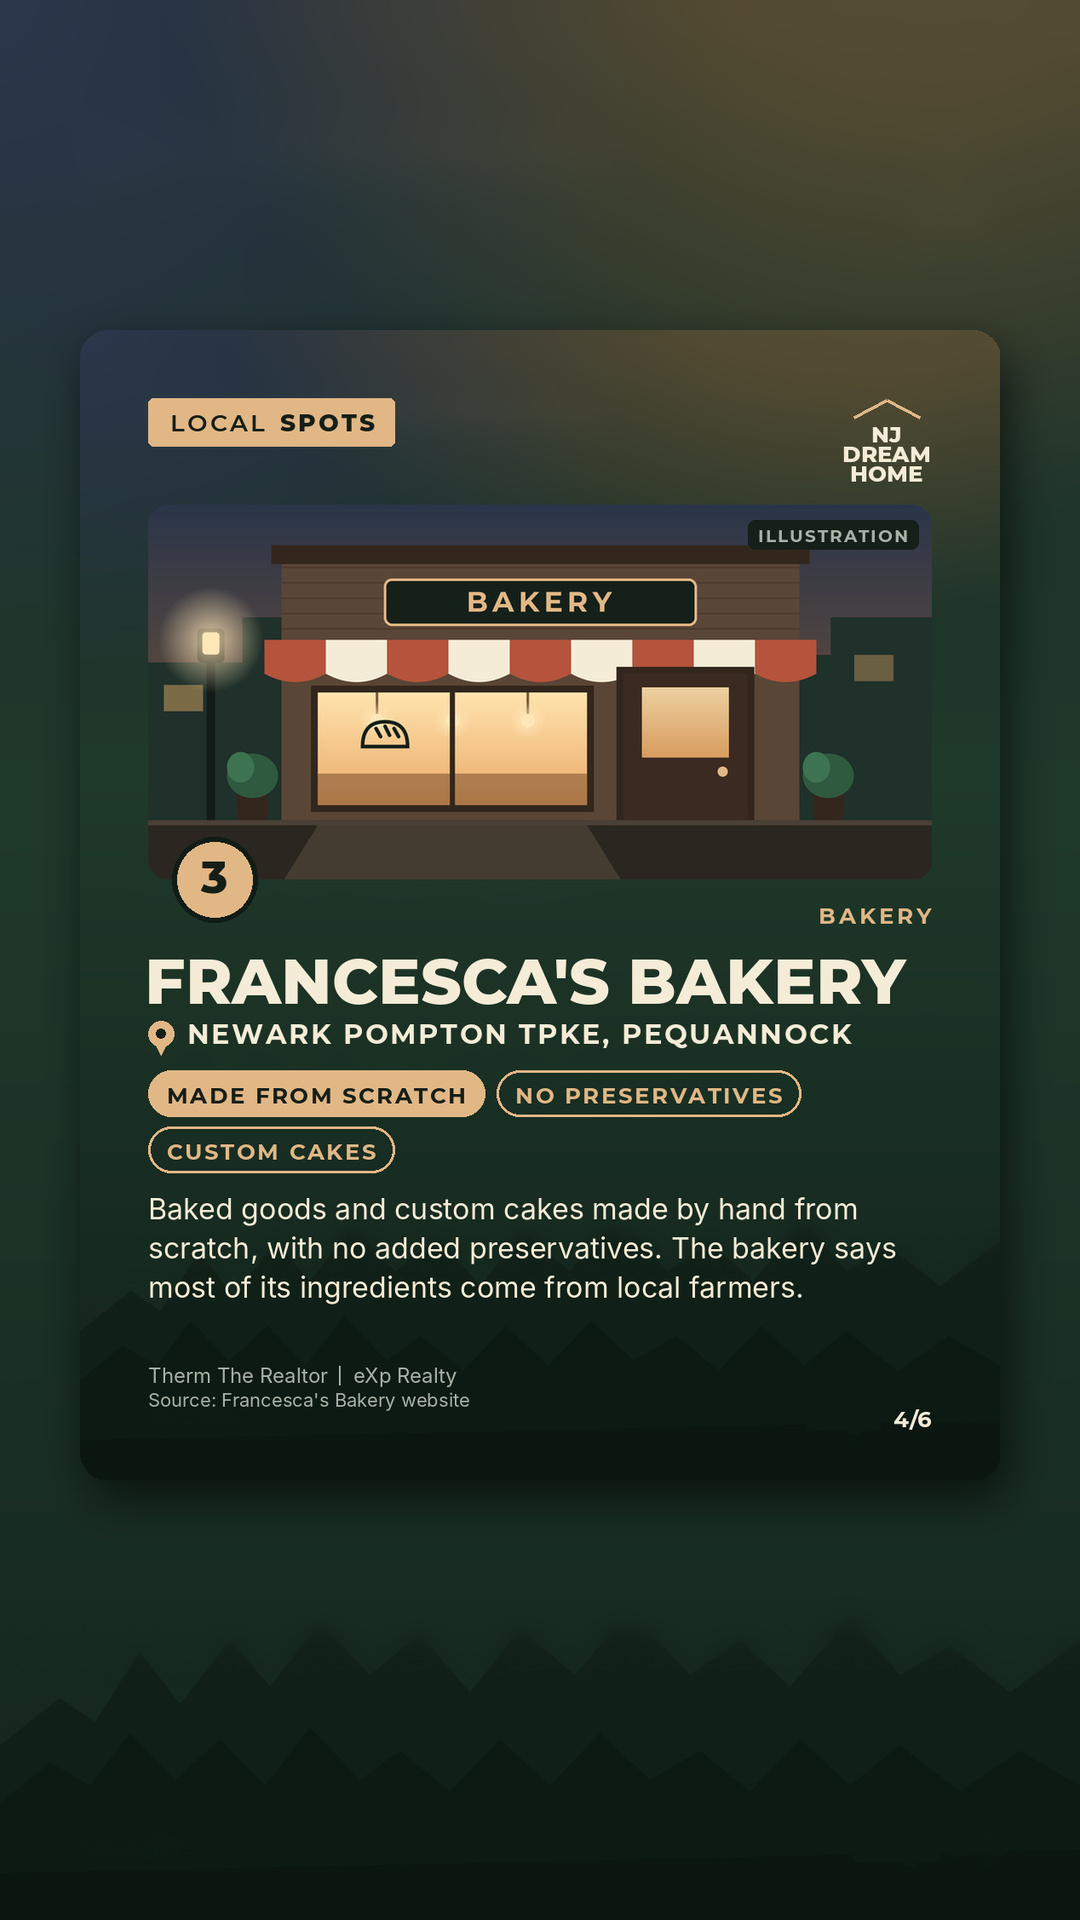 LOCAL SPOTS
NJ
DREAM
HOME
ILLUSTRATION
BAKERY
3
BAKERY
FRANCESCA'S BAKERY
NEWARK POMPTON TPKE, PEQUANNOCK
MADE FROM SCRATCH
NO PRESERVATIVES
CUSTOM CAKES
Baked goods and custom cakes made by hand from
scratch, with no added preservatives. The bakery says
most of its ingredients come from local farmers.
Therm The Realtor | eXp Realty
Source: Francesca's Bakery website
4/6